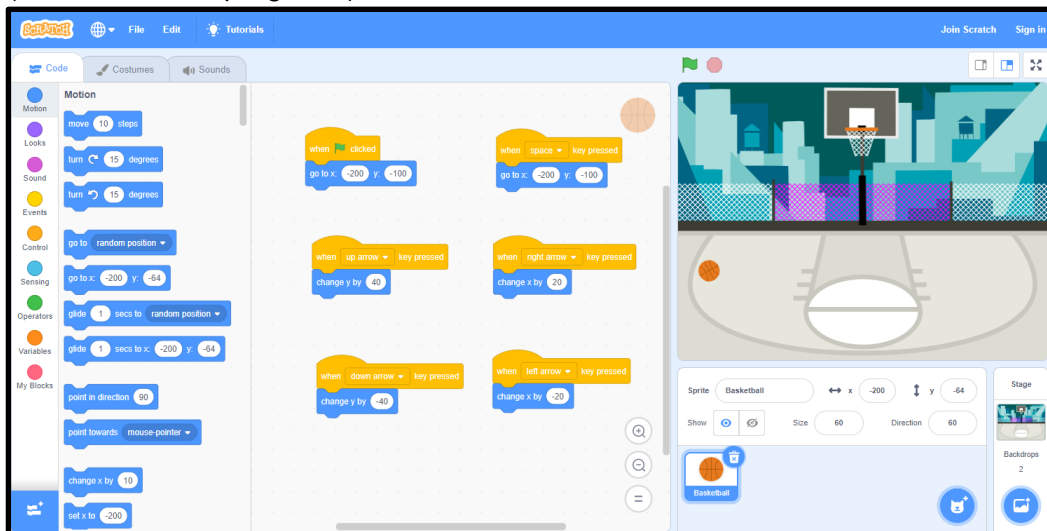 SCRATCH File Edit Tutorials Join Scratch Sign in
Code Costumes Sounds
Motion
Looks
Sound
Events
Control
Sensing
Operators
Variables
My Blocks
Motion
move 10 steps
turn 15 degrees
turn 15 degrees
go to random position
go to x: -200 y: -64
glide 1 secs to random position
glide 1 secs to x: -200 y: -64
point in direction 90
point towards mouse-pointer
change x by 10
set x to -200
when clicked
go to x: -200 y: -100
when space key pressed
go to x: -200 y: -100
when up arrow key pressed
change y by 40
when right arrow key pressed
change x by 20
when down arrow key pressed
change y by -40
when left arrow key pressed
change x by -20
Sprite Basketball x -200 y -64
Show Size 60 Direction 60
Basketball
Stage
Backdrops
2